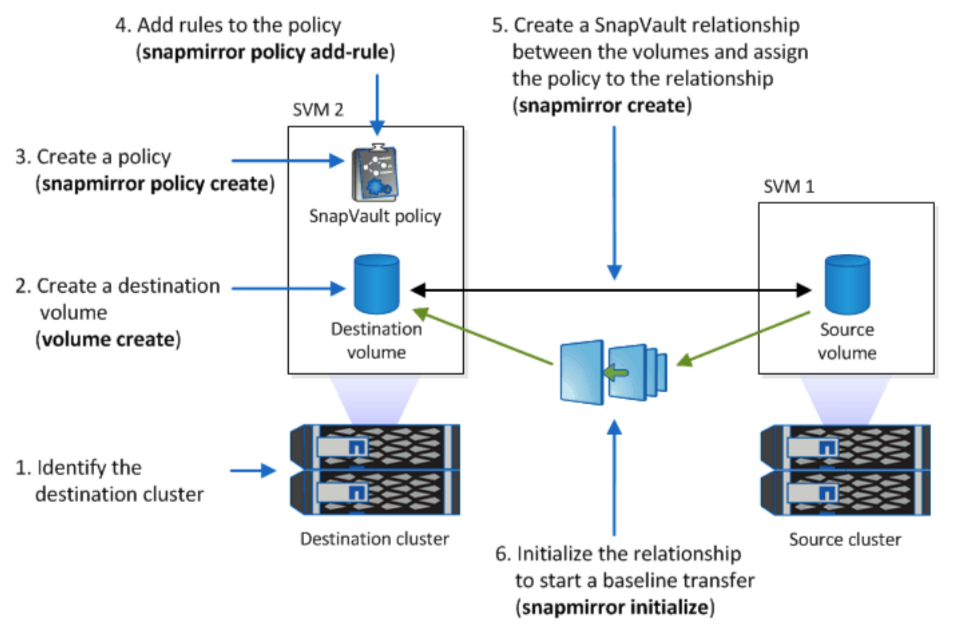 4. Add rules to the policy
(snapmirror policy add-rule)
5. Create a SnapVault relationship
between the volumes and assign
the policy to the relationship
(snapmirror create)
SVM 2
3. Create a policy
(snapmirror policy create)
SnapVault policy
SVM 1
2. Create a destination
volume
(volume create)
Destination
volume
Source
volume
1. Identify the
destination cluster
Destination cluster
Source cluster
6. Initialize the relationship
to start a baseline transfer
(snapmirror initialize)